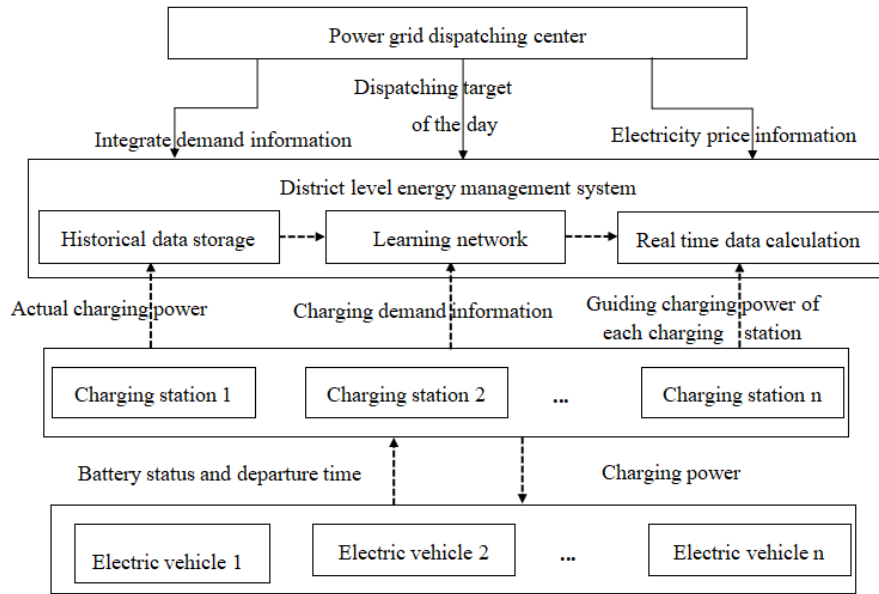 Power grid dispatching center
Dispatching target
of the day
Integrate demand information
Electricity price information
District level energy management system
Historical data storage
Learning network
Real time data calculation
Actual charging power
Charging demand information
Guiding charging power of
each charging station
Charging station 1
Charging station 2
...
Charging station n
Battery status and departure time
Charging power
Electric vehicle 1
Electric vehicle 2
...
Electric vehicle n